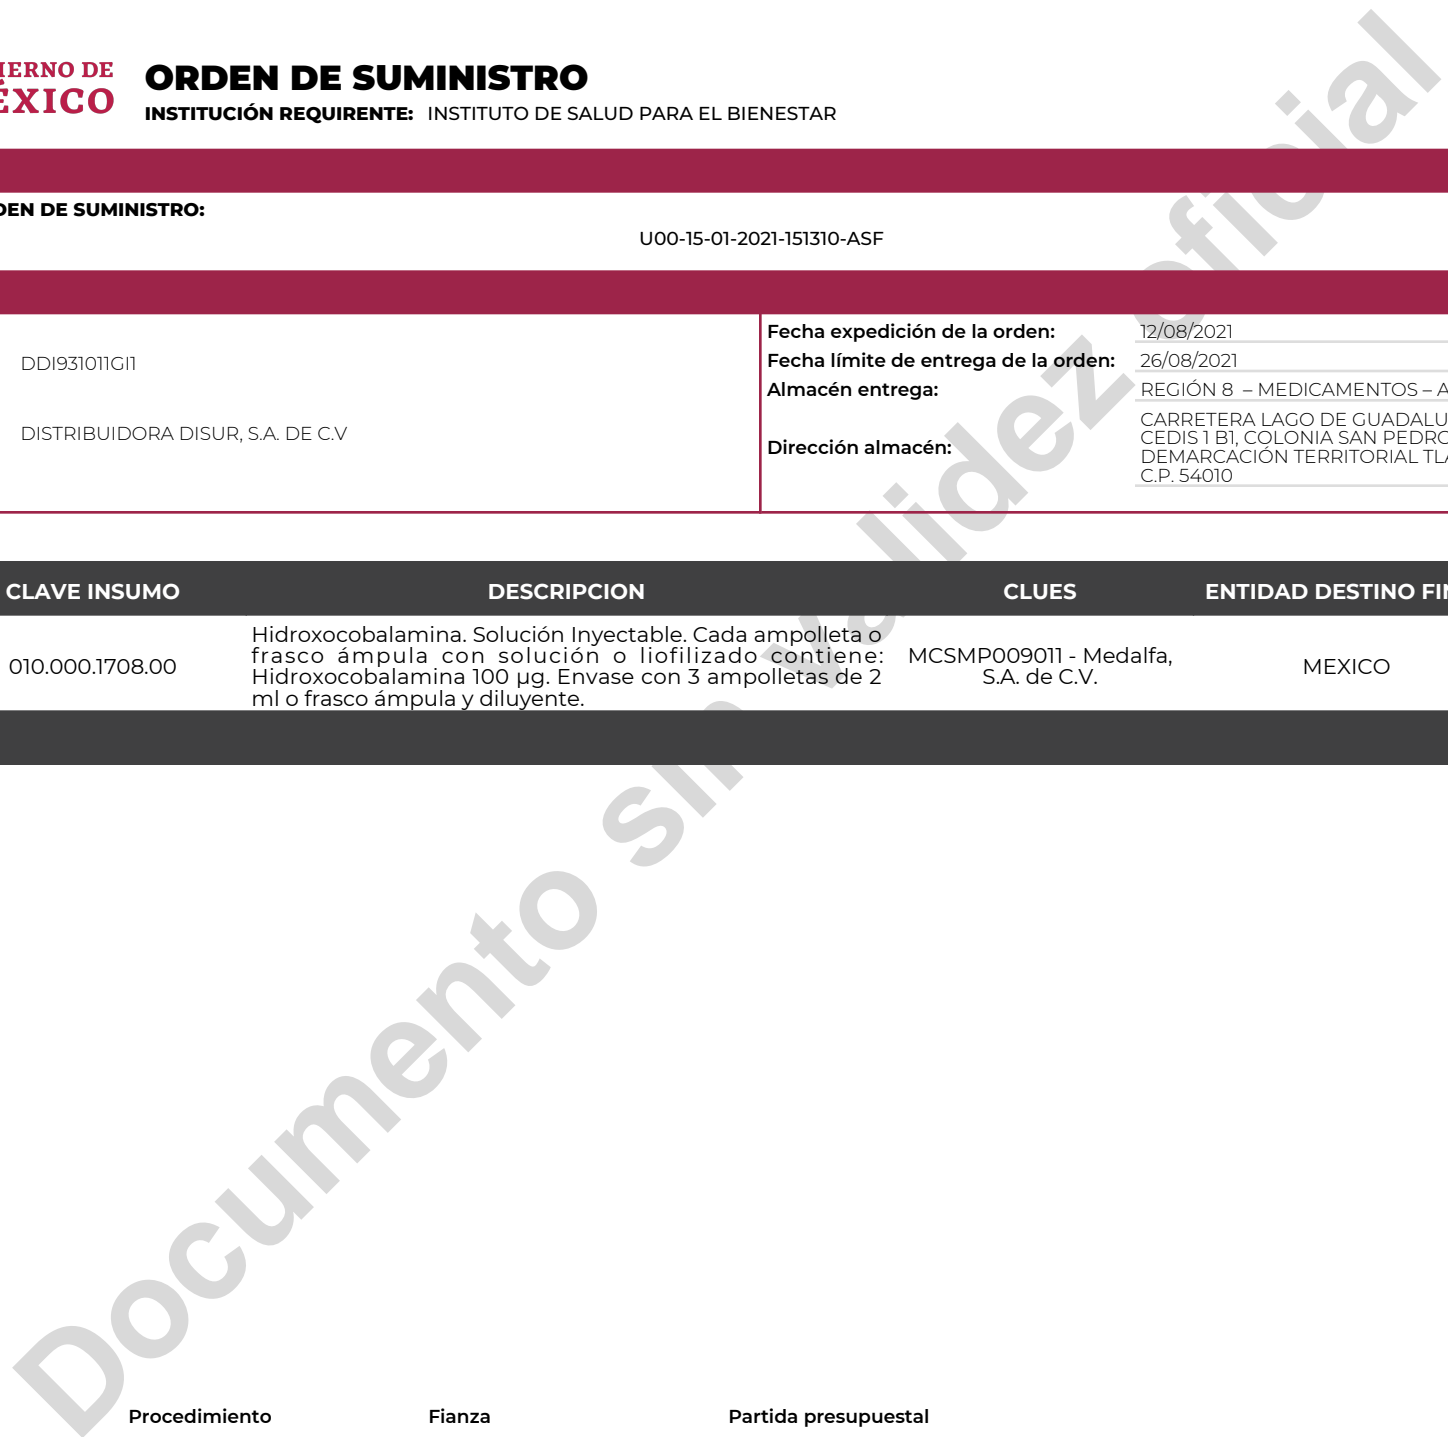 IERNO DE
ÉXICO
ORDEN DE SUMINISTRO
INSTITUCIÓN REQUIRENTE: INSTITUTO DE SALUD PARA EL BIENESTAR
DEN DE SUMINISTRO:
U00-15-01-2021-151310-ASF
DDI931011GI1
DISTRIBUIDORA DISUR, S.A. DE C.V
Fecha expedición de la orden: 12/08/2021
Fecha límite de entrega de la orden: 26/08/2021
Almacén entrega: REGIÓN 8 – MEDICAMENTOS – A
Dirección almacén:
CARRETERA LAGO DE GUADALU
CEDIS 1 B1, COLONIA SAN PEDRO
DEMARCACIÓN TERRITORIAL TLA
C.P. 54010
CLAVE INSUMO DESCRIPCION CLUES ENTIDAD DESTINO FIN
010.000.1708.00
Hidroxocobalamina. Solución Inyectable. Cada ampolleta o
frasco ámpula con solución o liofilizado contiene:
Hidroxocobalamina 100 µg. Envase con 3 ampolletas de 2
ml o frasco ámpula y diluyente.
MCSMP009011 - Medalfa,
S.A. de C.V.
MEXICO
Documento sin validez oficial
Procedimiento Fianza Partida presupuestal